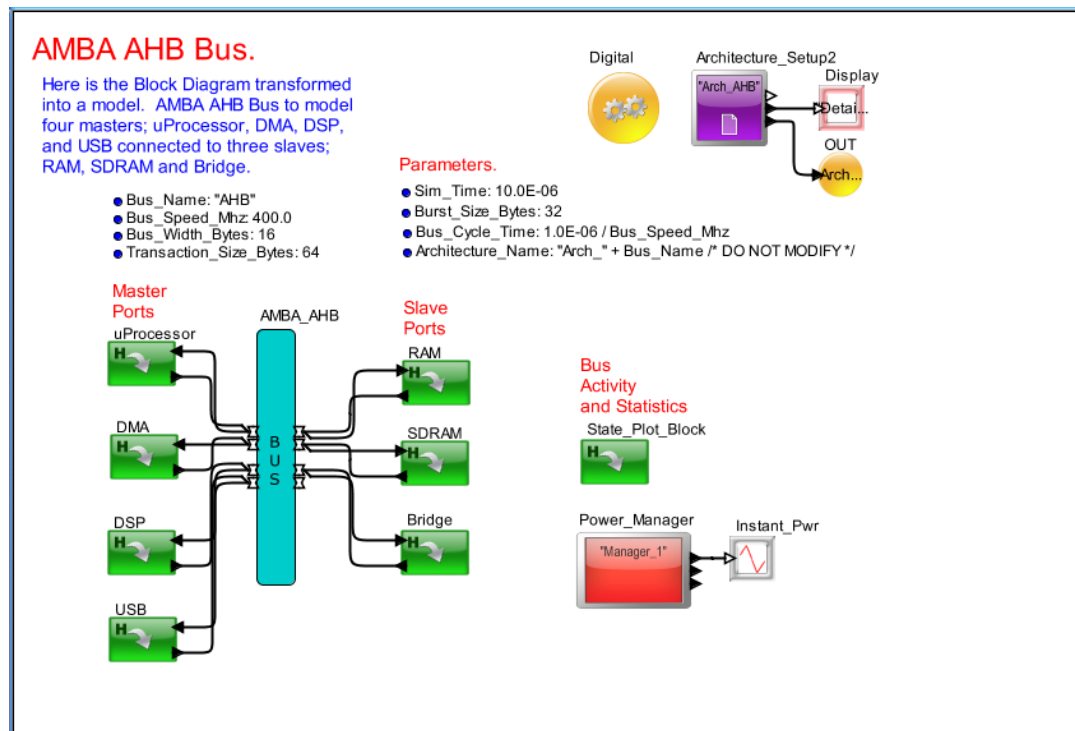 AMBA AHB Bus.
Here is the Block Diagram transformed
into a model. AMBA AHB Bus to model
four masters; uProcessor, DMA, DSP,
and USB connected to three slaves;
RAM, SDRAM and Bridge.
Bus_Name: "AHB"
Bus_Speed_Mhz: 400.0
Bus_Width_Bytes: 16
Transaction_Size_Bytes: 64
Digital
Architecture_Setup2
"Arch_AHB"
Display
Detai...
OUT
Arch...
Parameters.
Sim_Time: 10.0E-06
Burst_Size_Bytes: 32
Bus_Cycle_Time: 1.0E-06 / Bus_Speed_Mhz
Architecture_Name: "Arch_" + Bus_Name /* DO NOT MODIFY */
Master
Ports
uProcessor
H
DMA
H
DSP
H
USB
H
AMBA_AHB
B
U
S
Slave
Ports
RAM
H
SDRAM
H
Bridge
H
Bus
Activity
and Statistics
State_Plot_Block
H
Power_Manager
"Manager_1"
Instant_Pwr